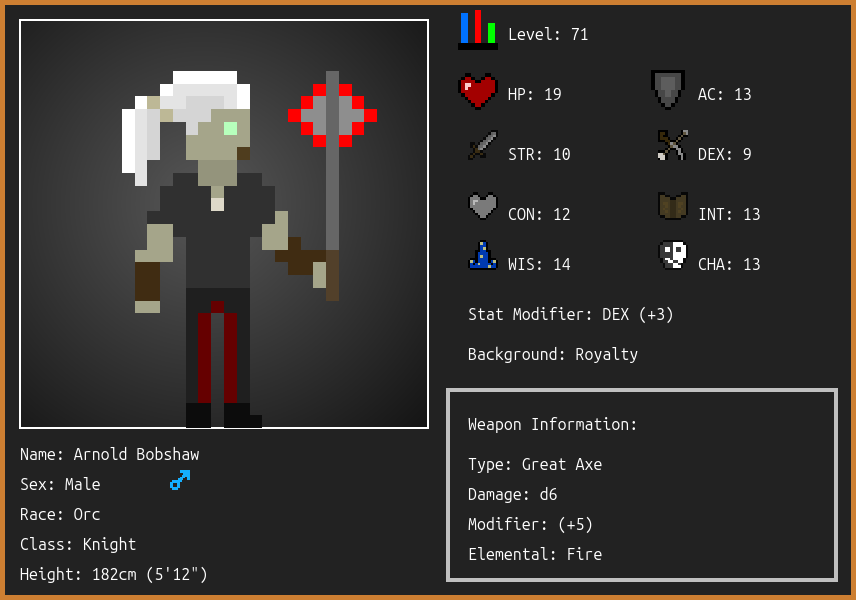 Level: 71
HP: 19
AC: 13
STR: 10
DEX: 9
CON: 12
INT: 13
WIS: 14
CHA: 13
Stat Modifier: DEX (+3)
Background: Royalty
Weapon Information:
Type: Great Axe
Damage: d6
Modifier: (+5)
Elemental: Fire
Name: Arnold Bobshaw
Sex: Male
Race: Orc
Class: Knight
Height: 182cm (5'12")